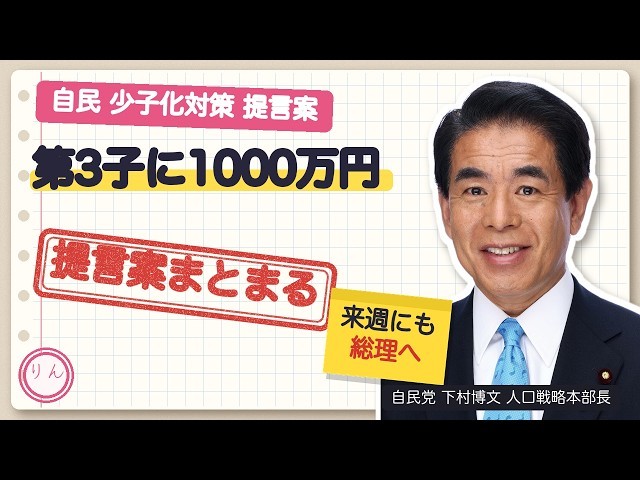 自民 少子化対策 提言案
第3子に1000万円
提言案まとまる
来週にも
総理へ
りん
自民党 下村博文 人口戦略本部長